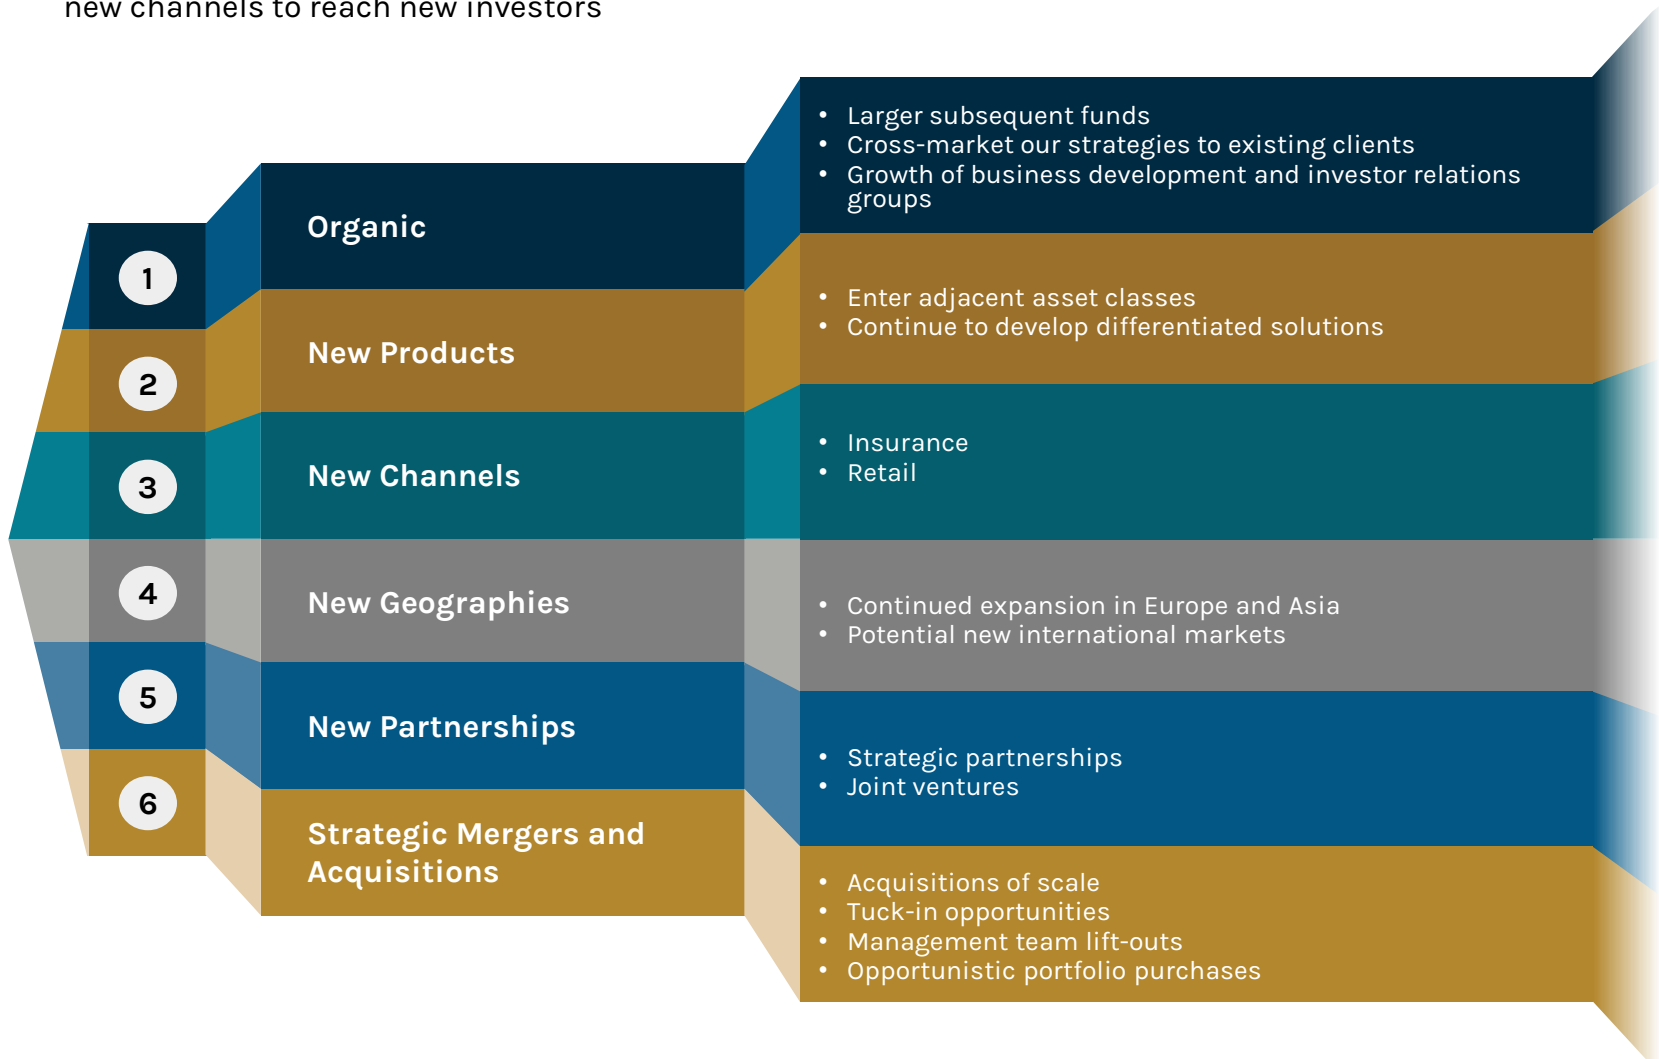 new channels to reach new investors
1
Organic
• Larger subsequent funds
• Cross-market our strategies to existing clients
• Growth of business development and investor relations
groups
2
New Products
• Enter adjacent asset classes
• Continue to develop differentiated solutions
3
New Channels
• Insurance
• Retail
4
New Geographies
• Continued expansion in Europe and Asia
• Potential new international markets
5
New Partnerships
• Strategic partnerships
• Joint ventures
6
Strategic Mergers and
Acquisitions
• Acquisitions of scale
• Tuck-in opportunities
• Management team lift-outs
• Opportunistic portfolio purchases